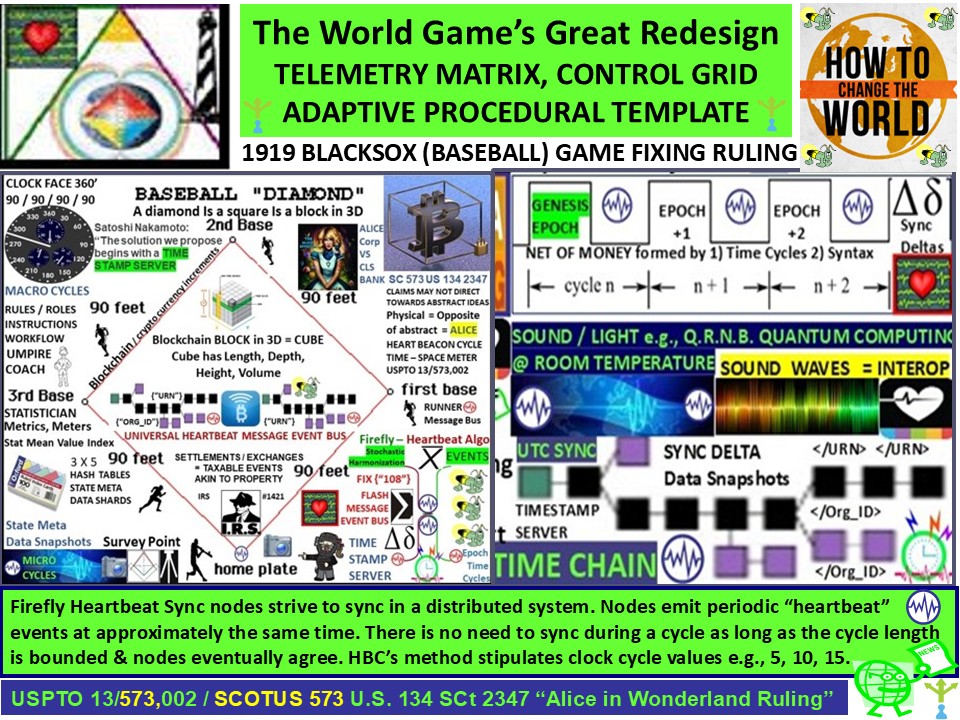 The World Game's Great Redesign
TELEMETRY MATRIX, CONTROL GRID
ADAPTIVE PROCEDURAL TEMPLATE
1919 BLACKSOX (BASEBALL) GAME FIXING RULING
HOW TO
CHANGE THE
WORLD
CLOCK FACE 360'
90 / 90 / 90 / 90
330
360
30
300
60
270
90
240
120
210
180
150
MACRO CYCLES
BASEBALL "DIAMOND"
A diamond Is a square Is a block in 3D
2nd Base
Satoshi Nakamoto:
"The solution we propose
begins with a TIME
STAMP SERVER
ALICE
Corp
VS
CLS
BANK
SC 573 US 134 2347
CLAIMS MAY NOT DIRECT
TOWARDS ABSTRACT IDEAS
Physical = Opposite
of abstract = ALICE
HEART BEACON CYCLE
TIME – SPACE METER
USPTO 13/573,002
90 feet
90 feet
RULES / ROLES
INSTRUCTIONS
WORKFLOW
UMPIRE
COACH
Blockchain / crypto currency increments
Blockchain BLOCK in 3D = CUBE
Cube has Length, Depth,
Height, Volume
3rd Base
STATISTICIAN
Metrics, Meters
Stat Mean Value Index
{"URN"}
{"ORG_ID"}
{"URN"}
UNIVERSAL HEARTBEAT MESSAGE EVENT BUS
first base
RUNNER
Message Bus
Firefly – Heartbeat Algo
Stochastic
Harmonization
EVENTS
90 feet
3 X 5
HASH TABLES
STATE META
DATA SHARDS
100
SETTLEMENTS / EXCHANGES
= TAXABLE EVENTS
AKIN TO PROPERTY
90 feet
IRS
#1421
I.R.S.
FIX {"108"}
FLASH
MESSAGE
EVENT BUS
Σ
State Meta
Data Snapshots
Survey Point
MICRO
CYCLES
home plate
TIME
STAMP
SERVER
Δδ
Epoch
Time
Cycles
GENESIS
EPOCH
EPOCH
+1
EPOCH
+2
Δδ
Sync
Deltas
NET OF MONEY formed by 1) Time Cycles 2) Syntax
cycle n
n + 1
n + 2
SOUND / LIGHT e.g., Q.R.N.B. QUANTUM COMPUTING
@ ROOM TEMPERATURE
SOUND WAVES = INTEROP
UTC SYNC
SYNC DELTA
Data Snapshots
</URN> </URN>
TIMESTAMP
SERVER
</Org_ID>
TIME CHAIN
</Org_ID>
Firefly Heartbeat Sync nodes strive to sync in a distributed system. Nodes emit periodic "heartbeat"
events at approximately the same time. There is no need to sync during a cycle as long as the cycle length
is bounded & nodes eventually agree. HBC's method stipulates clock cycle values e.g., 5, 10, 15.
NEWS
USPTO 13/573,002 / SCOTUS 573 U.S. 134 SCt 2347 "Alice in Wonderland Ruling"